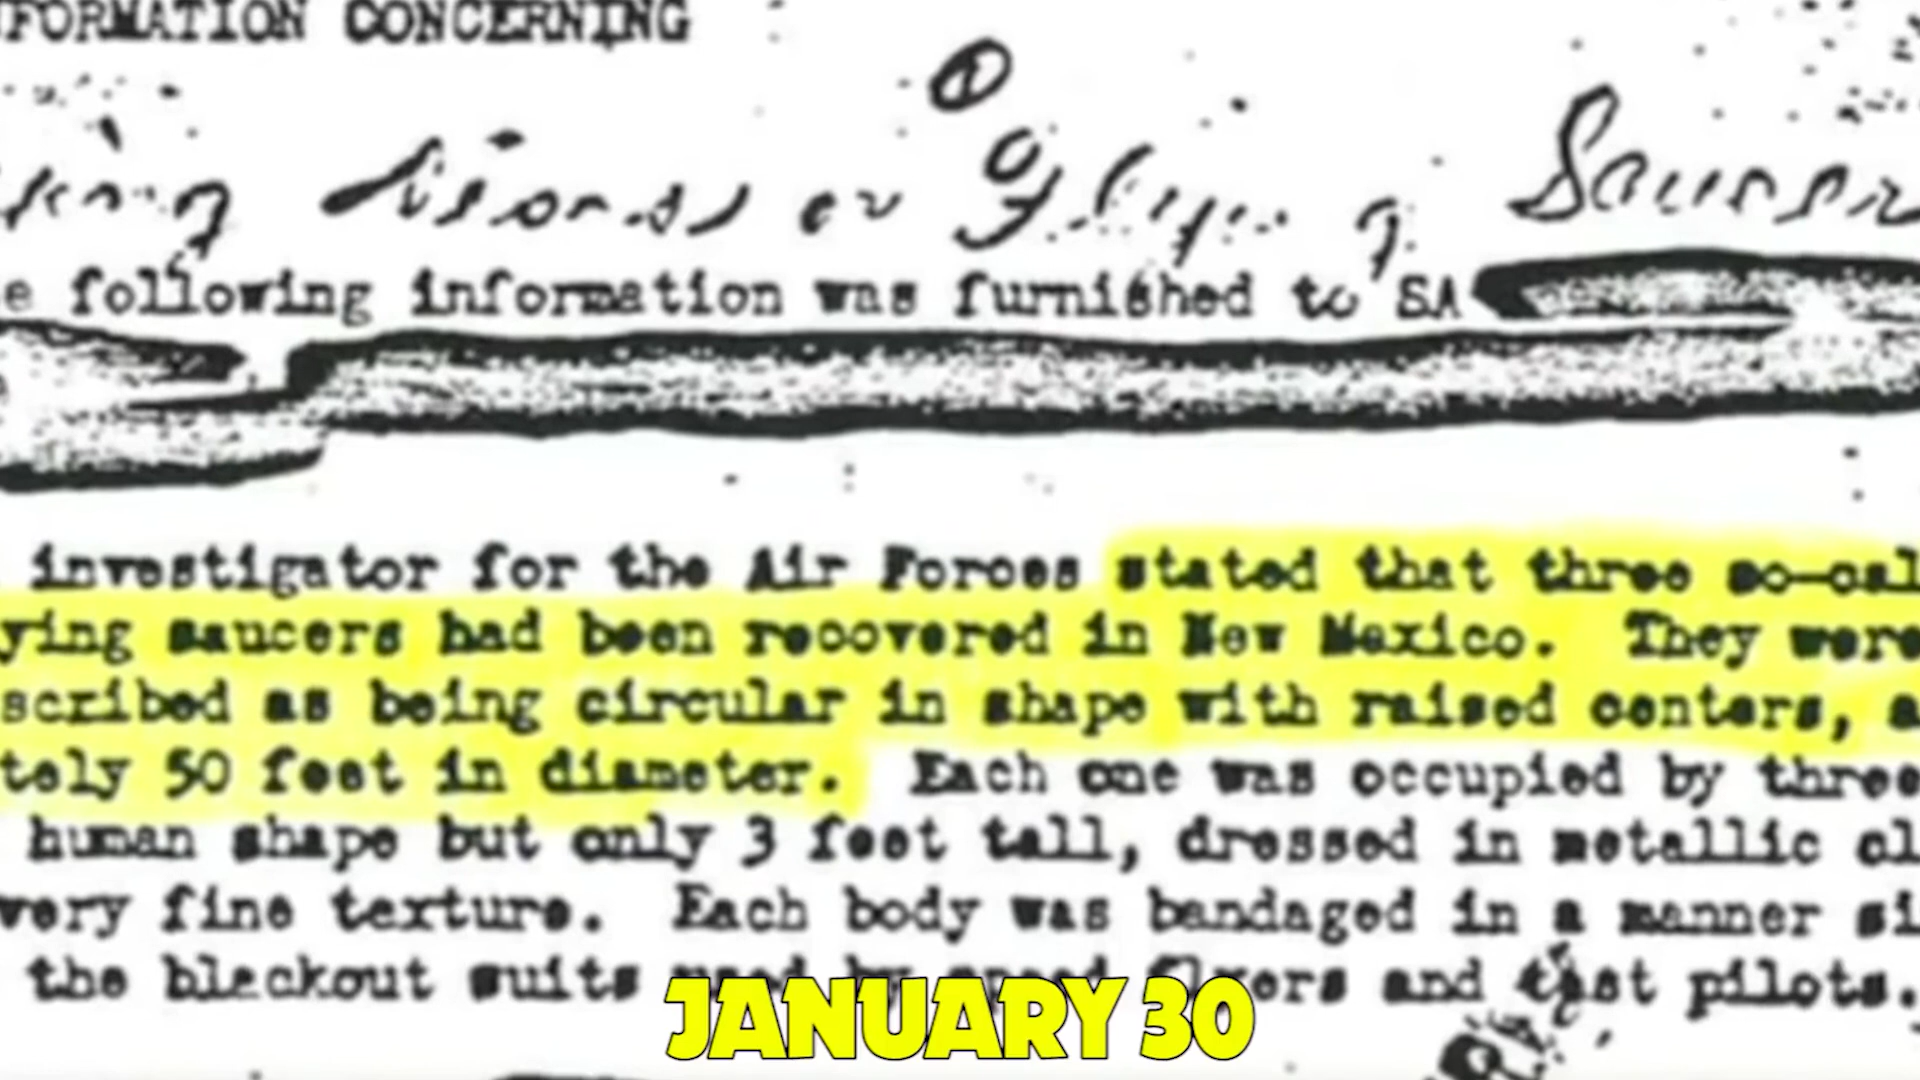 FORMATION CONCERNING
Saucer
e following information was furnished to SA
investigator for the Air Forces stated that three so-cal
ying saucers had been recovered in New Mexico. They were
scribed as being circular in shape with raised centers, a
tely 50 feet in diameter. Each one was occupied by three
human shape but only 3 feet tall, dressed in metallic cl
very fine texture. Each body was bandaged in a manner si
the blackout suits used by speed flyers and test pilots.
JANUARY 30